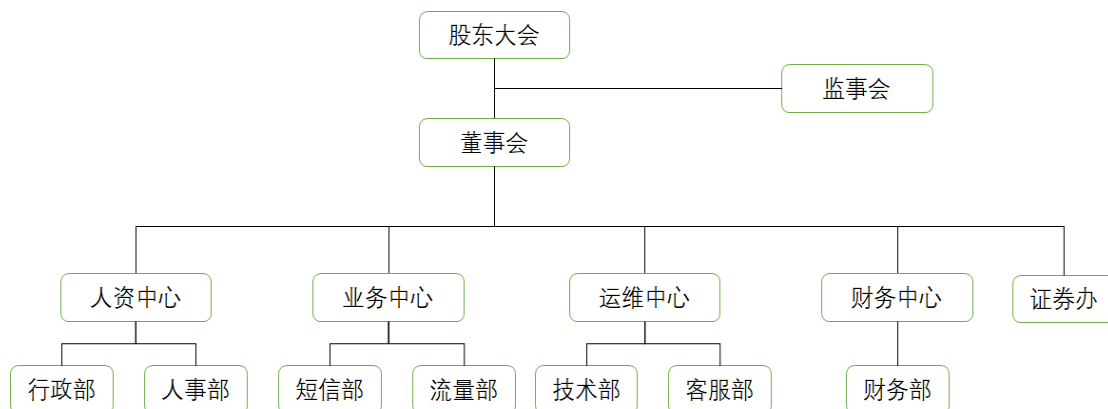 股东大会
监事会
董事会
人资中心
业务中心
运维中心
财务中心
证券办
行政部
人事部
短信部
流量部
技术部
客服部
财务部